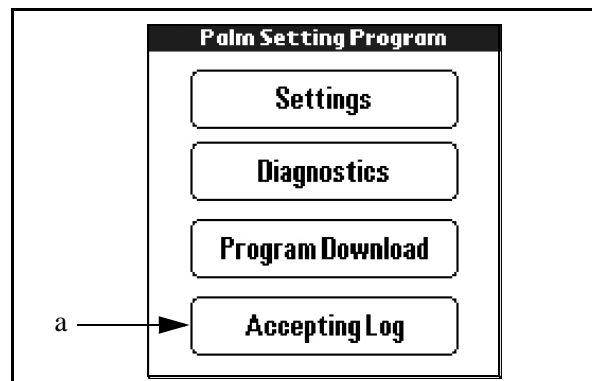 Palm Setting Program
Settings
Diagnostics
Program Download
a
Accepting Log